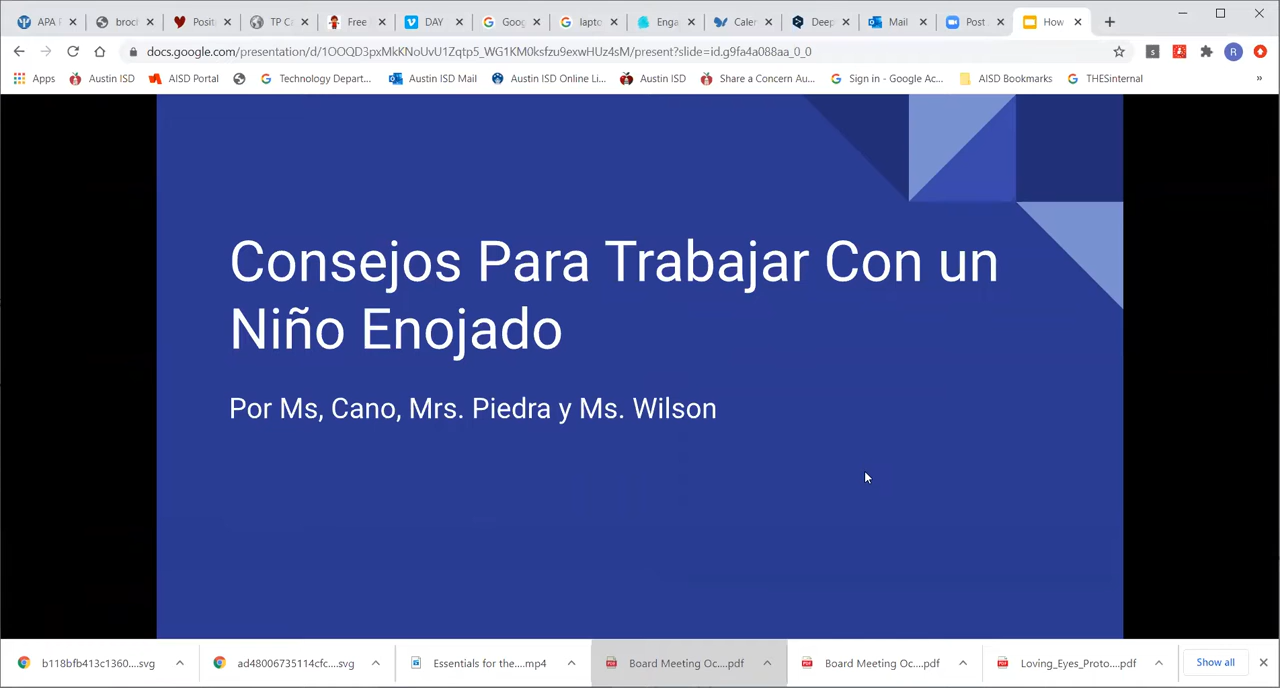 APA F
broch
Positi
TP Ca
Free
DAY
Goog
lapto
Enga
Caler
Deep
Mail
Post
How
docs.google.com/presentation/d/1OOQD3pxMkKNoUvU1Zqtp5_WG1KM0ksfzu9exwHUz4sM/present?slide=id.g9fa4a088aa_0_0
s
R
Apps
Austin ISD
AISD Portal
Technology Depart...
Austin ISD Mail
Austin ISD Online Li...
Austin ISD
Share a Concern Au...
Sign in - Google Ac...
AISD Bookmarks
THESinternal
»
Consejos Para Trabajar Con un
Niño Enojado
Por Ms, Cano, Mrs. Piedra y Ms. Wilson
b118bfb413c1360....svg
ad48006735114cfc....svg
Essentials for the....mp4
Board Meeting Oc....pdf
Board Meeting Oc....pdf
Loving_Eyes_Proto....pdf
Show all